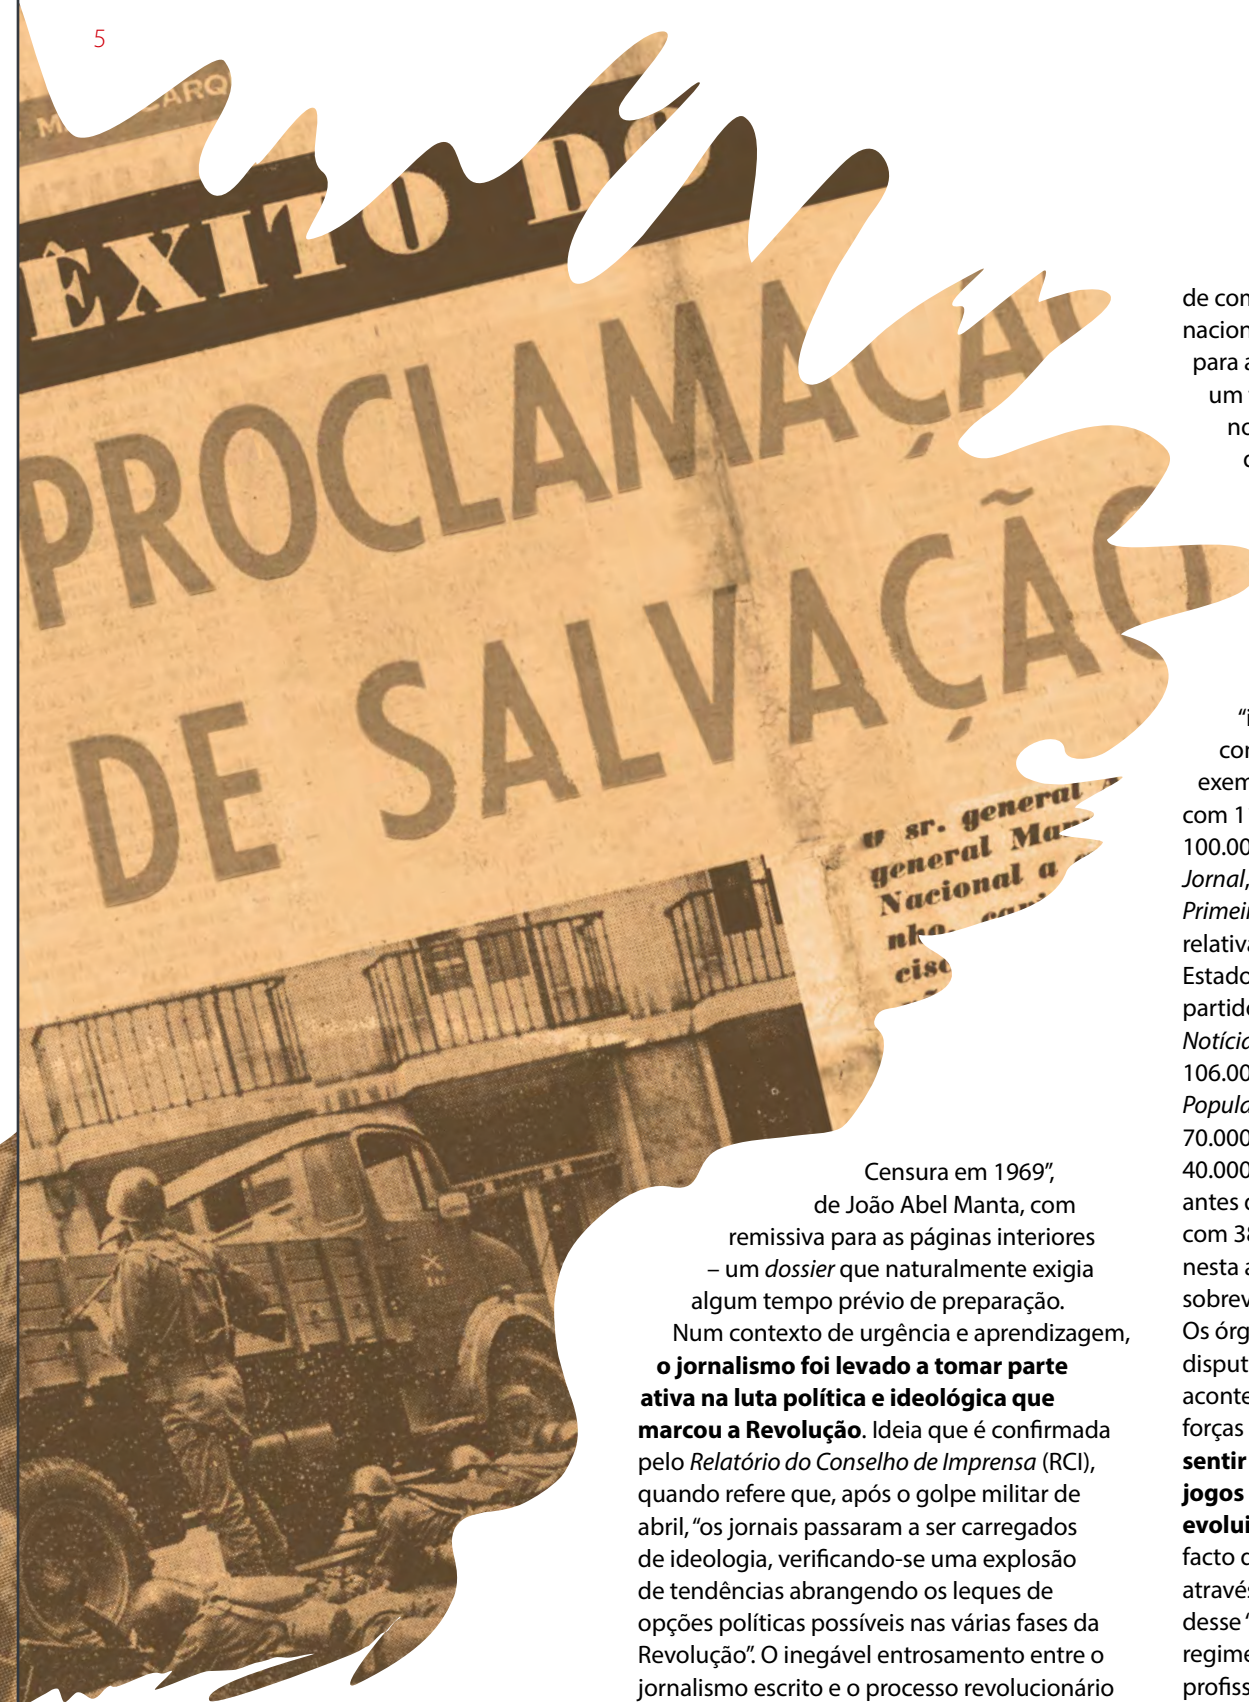 5
ÊXITO DO
PROCLAMAÇÃ
DE SALVAÇÃO
sr. general
general
Nacional a
Censura em 1969”,
de João Abel Manta, com
remissiva para as páginas interiores
– um dossier que naturalmente exigia
algum tempo prévio de preparação.
Num contexto de urgência e aprendizagem,
o jornalismo foi levado a tomar parte
ativa na luta política e ideológica que
marcou a Revolução. Ideia que é confirmada
pelo Relatório do Conselho de Imprensa (RCI),
quando refere que, após o golpe militar de
abril, “os jornais passaram a ser carregados
de ideologia, verificando-se uma explosão
de tendências abrangendo os leques de
opções políticas possíveis nas várias fases da
Revolução”. O inegável entrosamento entre o
jornalismo escrito e o processo revolucionário
de con
nacion
para a
um
no
“i
con
exem
com 1
100.00
Jornal,
Primeir
relativa
Estado
partido
Notícia
106.00
Popula
70.000
40.000
antes d
com 38
nesta a
sobrev
Os órg
disput
aconte
forças
sentir
jogos
evolui
facto d
através
desse “
regime
profiss